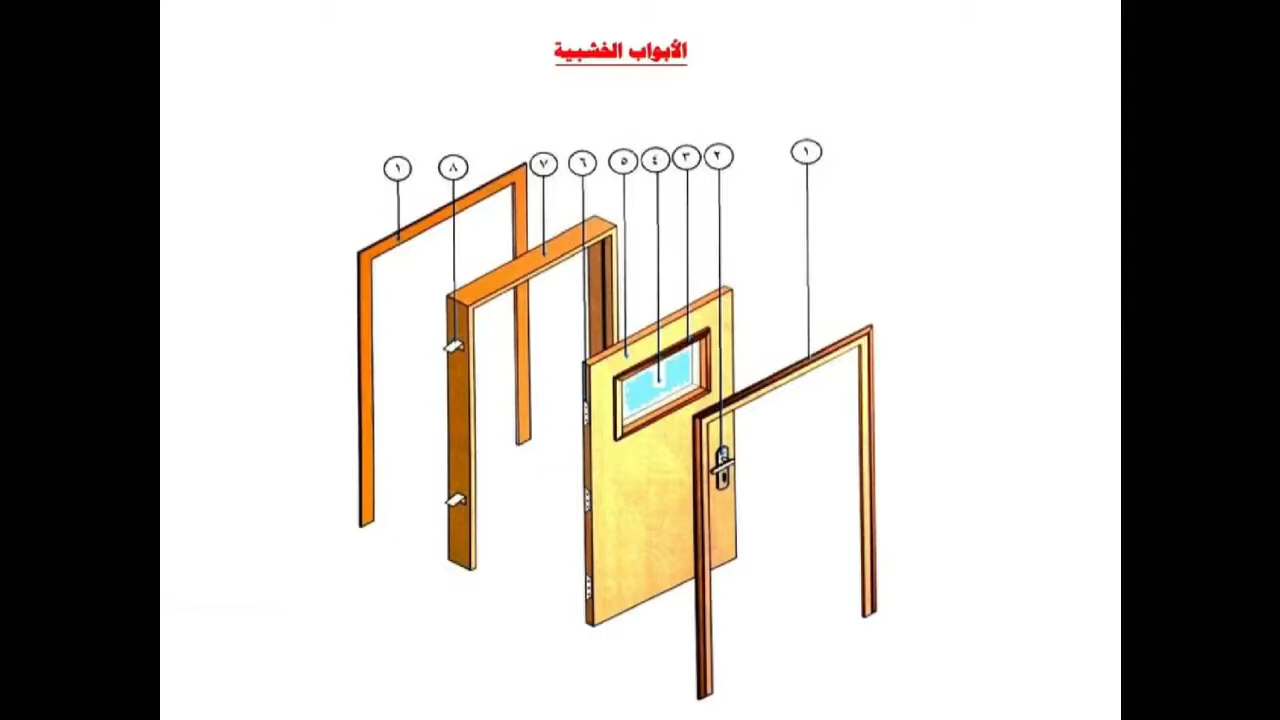 الأبواب الخشبية
١ ٨ ٧ ٦ ٥ ٤ ٣ ٢ ١